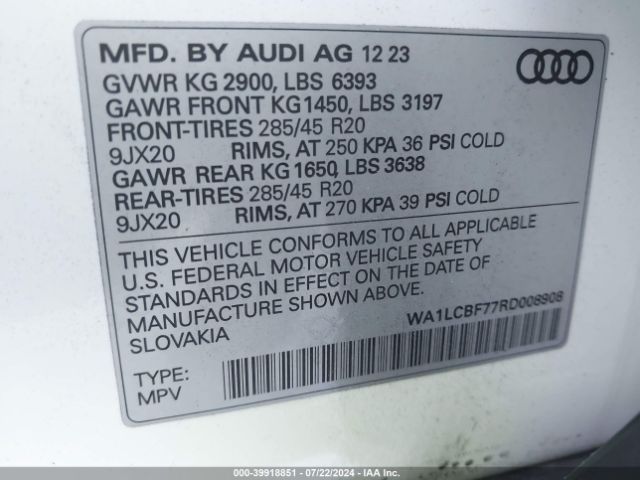 MFD. BY AUDI AG 12 23
GVWR KG 2900, LBS 6393
GAWR FRONT KG1450, LBS 3197
FRONT-TIRES 285/45 R20
9JX20 RIMS, AT 250 KPA 36 PSI COLD
GAWR REAR KG 1650, LBS 3638
REAR-TIRES 285/45 R20
9JX20 RIMS, AT 270 KPA 39 PSI COLD
THIS VEHICLE CONFORMS TO ALL APPLICABLE
U.S. FEDERAL MOTOR VEHICLE SAFETY
STANDARDS IN EFFECT ON THE DATE OF
MANUFACTURE SHOWN ABOVE.
SLOVAKIA
WA1LCBF77RD008908
TYPE:
MPV
000-39918851 - 07/22/2024 - IAA Inc.